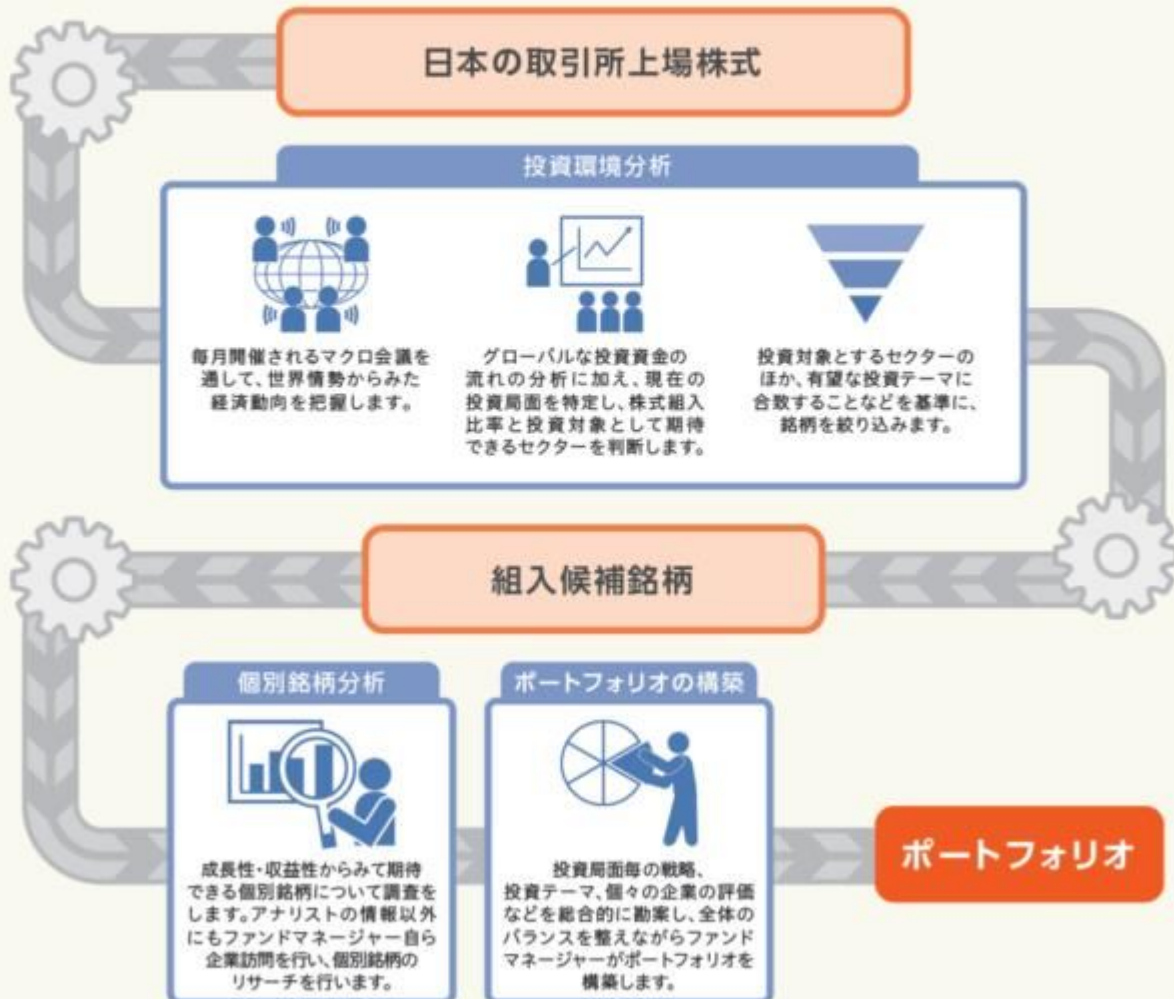 日本の取引所上場株式
投資環境分析
毎月開催されるマクロ会議を
通して、世界情勢からみた
経済動向を把握します。
グローバルな投資資金の
流れの分析に加え、現在の
投資局面を特定し、株式組入
比率と投資対象として期待
できるセクターを判断します。
投資対象とするセクターの
ほか、有望な投資テーマに
合致することなどを基準に、
銘柄を絞り込みます。
組入候補銘柄
個別銘柄分析
成長性・収益性からみて期待
できる個別銘柄について調査を
します。アナリストの情報以外
にもファンドマネージャー自ら
企業訪問を行い、個別銘柄の
リサーチを行います。
ポートフォリオの構築
投資局面毎の戦略、
投資テーマ、個々の企業の評価
などを総合的に勘案し、全体の
バランスを整えながらファンド
マネージャーがポートフォリオを
構築します。
ポートフォリオ